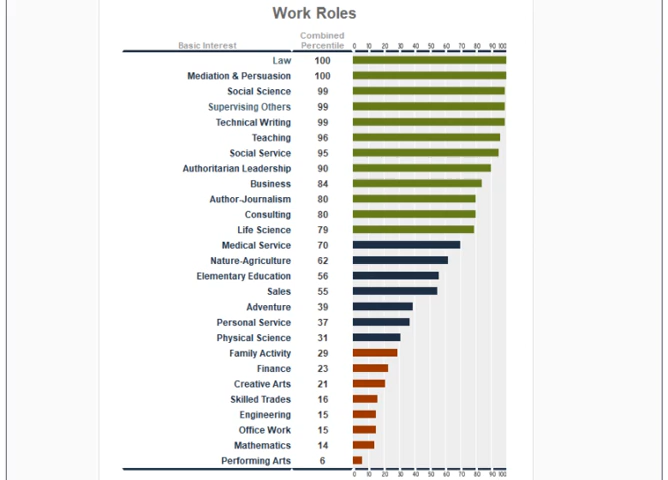 Work Roles
Combined
Basic Interest Percentile 0 10 20 30 40 50 60 70 80 90 100
Law 100
Mediation & Persuasion 100
Social Science 99
Supervising Others 99
Technical Writing 99
Teaching 96
Social Service 95
Authoritarian Leadership 90
Business 84
Author-Journalism 80
Consulting 80
Life Science 79
Medical Service 70
Nature-Agriculture 62
Elementary Education 56
Sales 55
Adventure 39
Personal Service 37
Physical Science 31
Family Activity 29
Finance 23
Creative Arts 21
Skilled Trades 16
Engineering 15
Office Work 15
Mathematics 14
Performing Arts 6
0 10 20 30 40 50 60 70 80 90 100